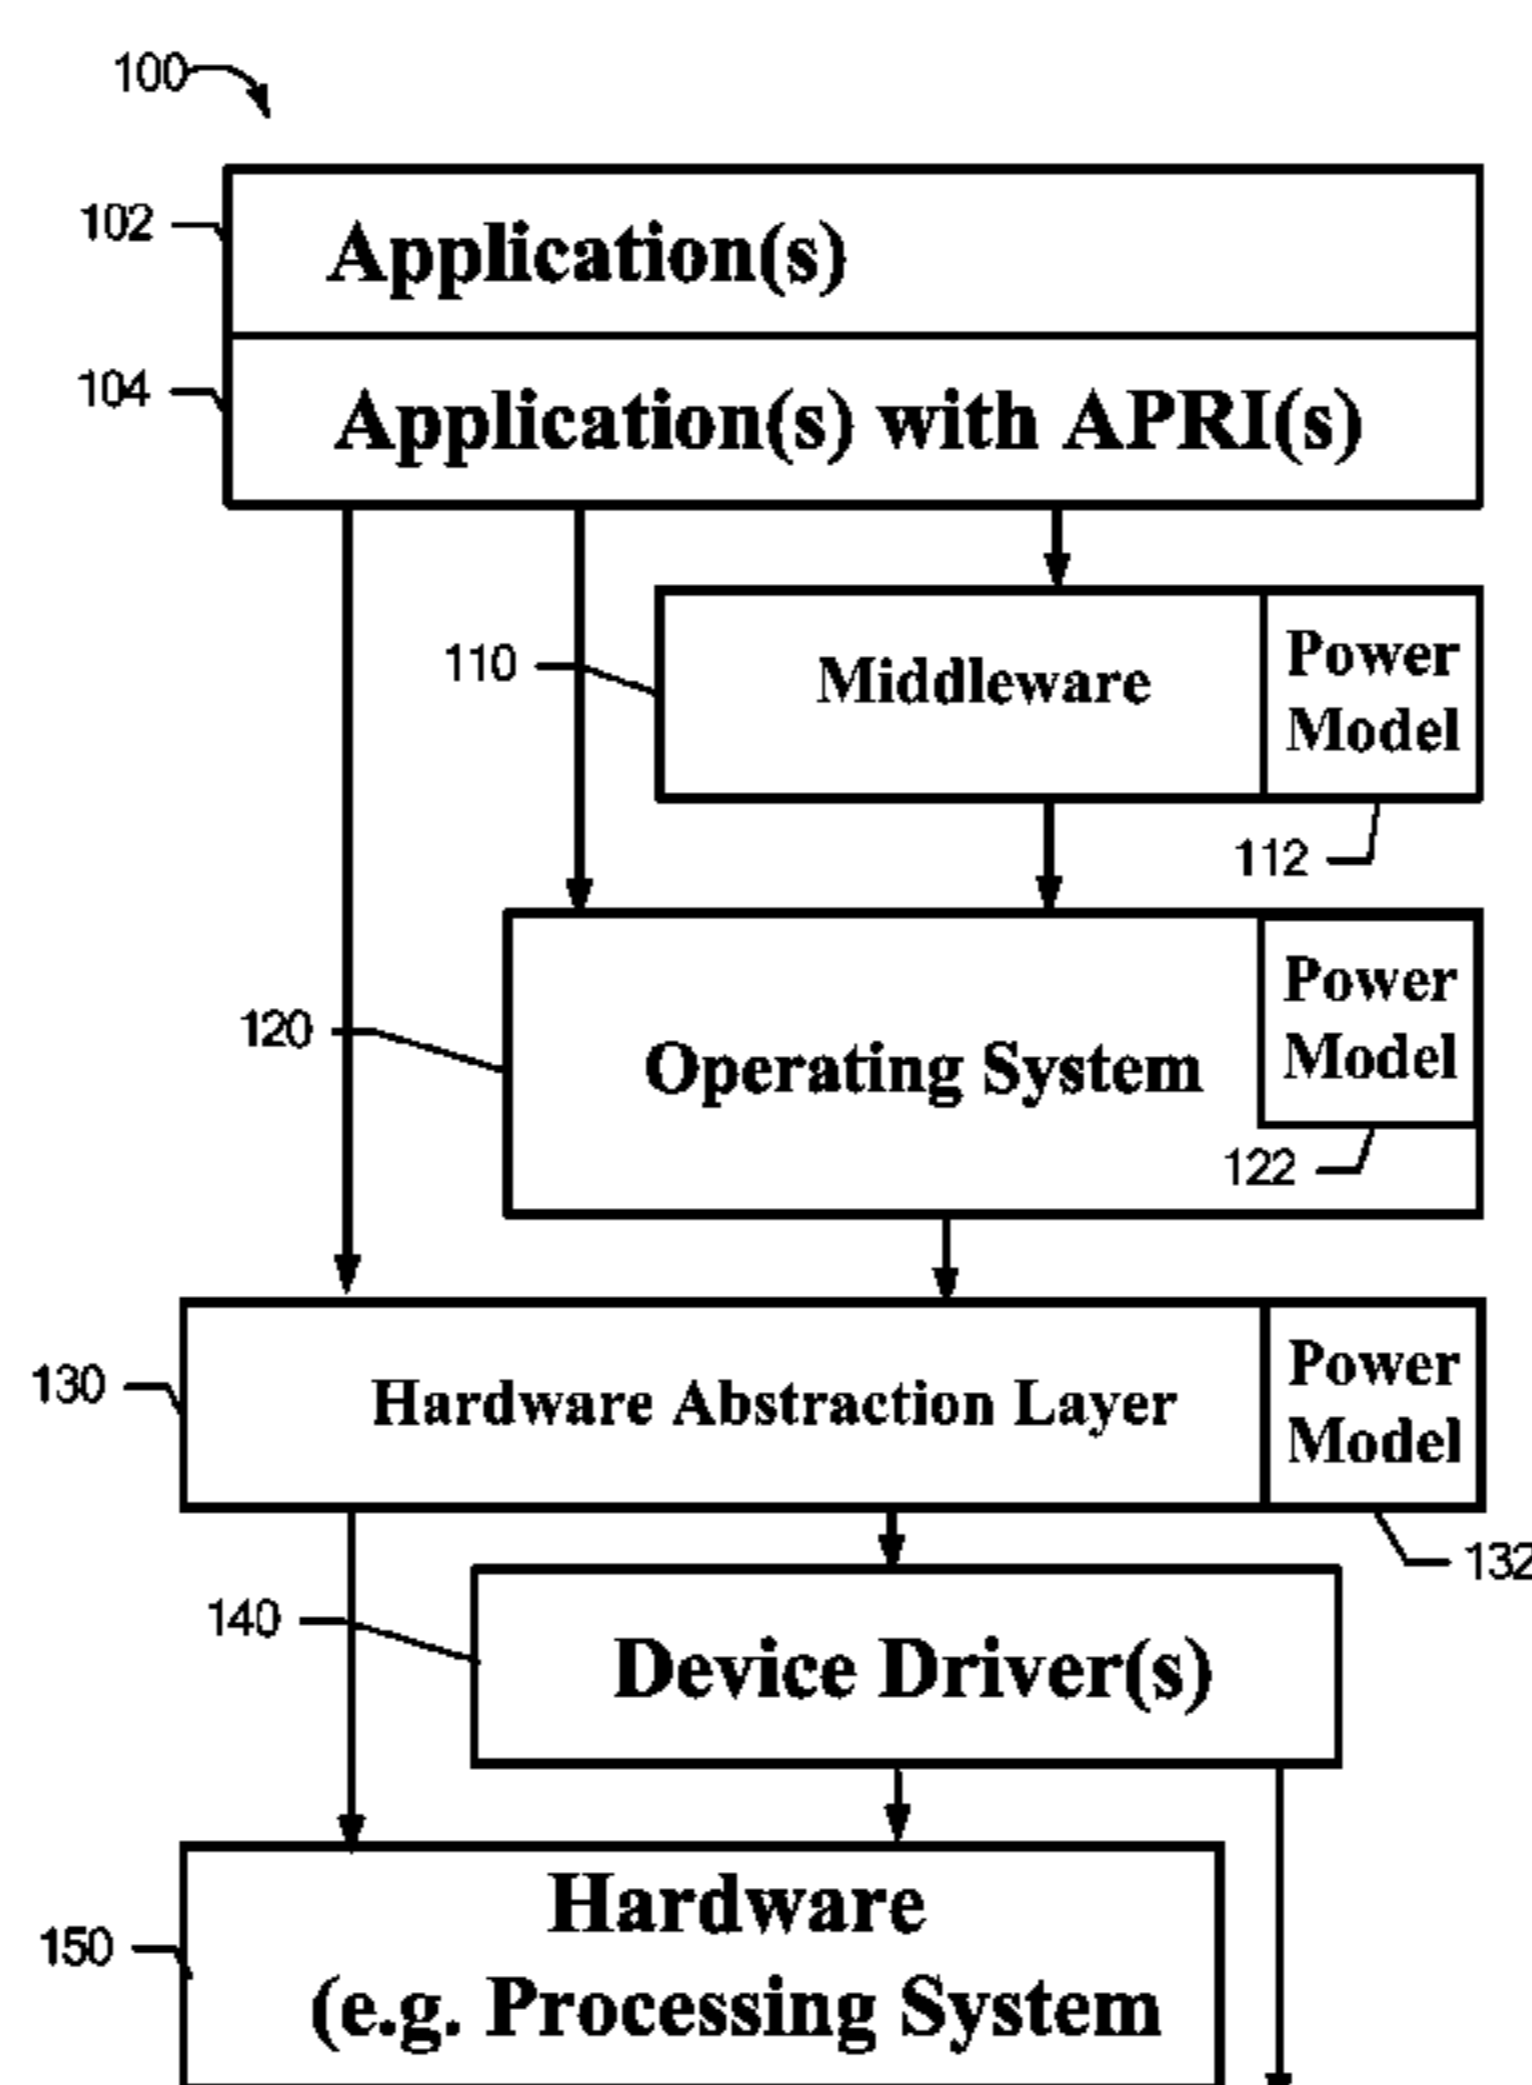 100
102
Application(s)
104
Application(s) with APRI(s)
110
Middleware
Power
Model
112
120
Operating System
Power
Model
122
130
Hardware Abstraction Layer
Power
Model
132
140
Device Driver(s)
150
Hardware
(e.g. Processing System